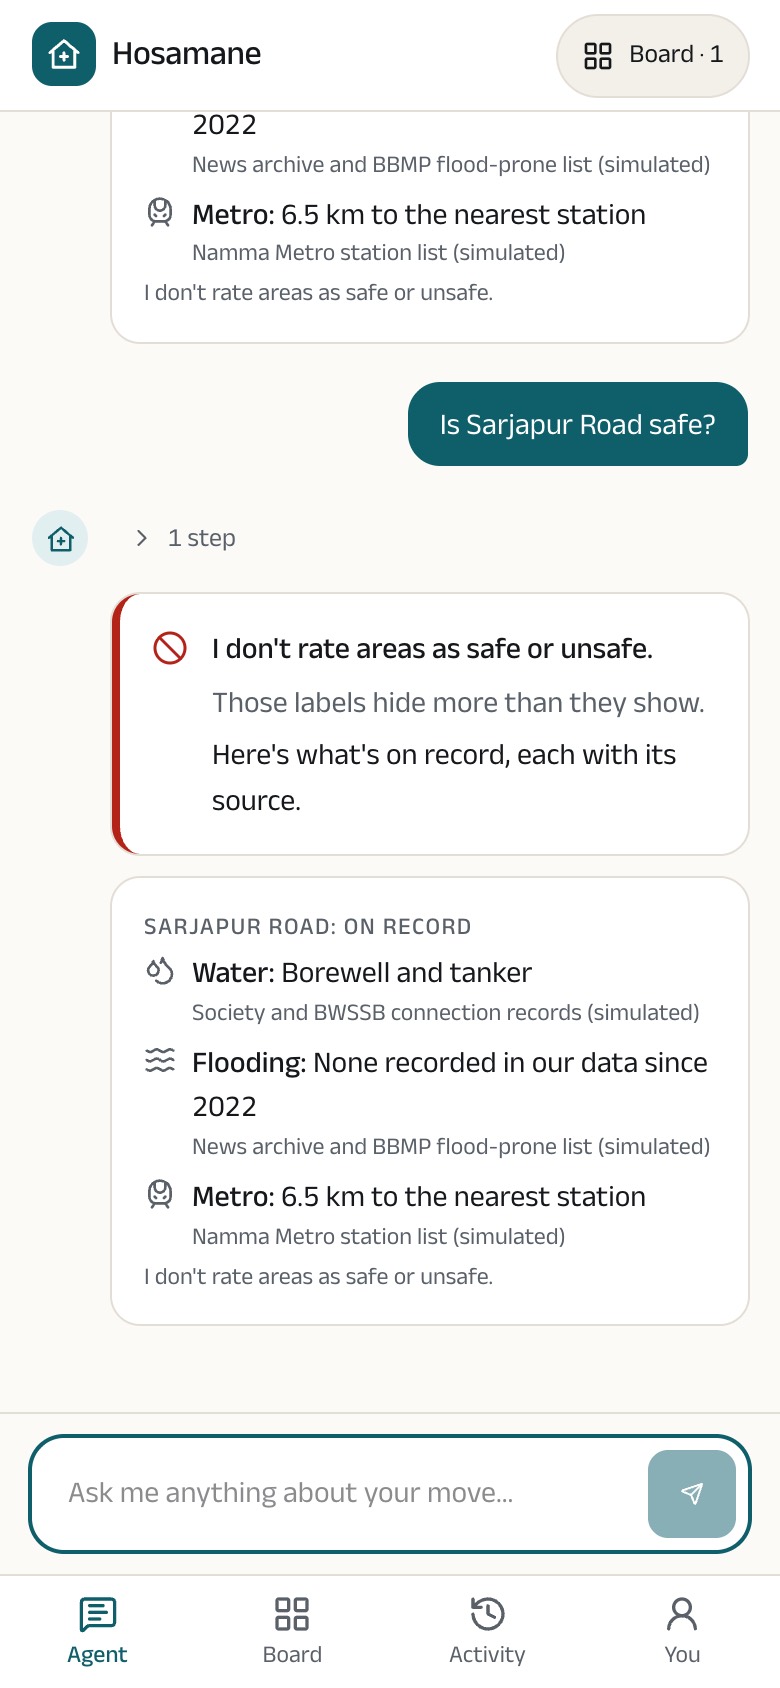 Hosamane
Board · 1
2022
News archive and BBMP flood-prone list (simulated)
Metro: 6.5 km to the nearest station
Namma Metro station list (simulated)
I don't rate areas as safe or unsafe.
Is Sarjapur Road safe?
1 step
I don't rate areas as safe or unsafe.
Those labels hide more than they show.
Here's what's on record, each with its
source.
SARJAPUR ROAD: ON RECORD
Water: Borewell and tanker
Society and BWSSB connection records (simulated)
Flooding: None recorded in our data since
2022
News archive and BBMP flood-prone list (simulated)
Metro: 6.5 km to the nearest station
Namma Metro station list (simulated)
I don't rate areas as safe or unsafe.
Ask me anything about your move...
Agent
Board
Activity
You